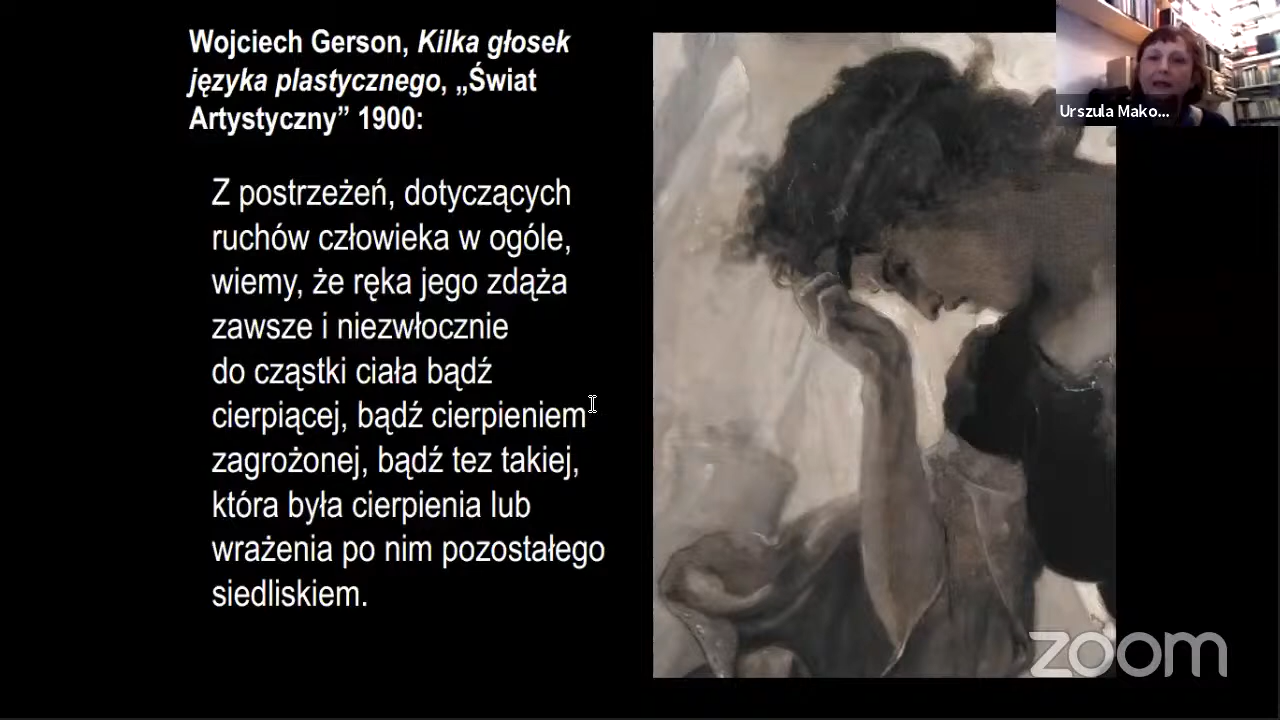 Wojciech Gerson, Kilka głosek
języka plastycznego, „Świat
Artystyczny” 1900:
Z postrzeżeń, dotyczących
ruchów człowieka w ogóle,
wiemy, że ręka jego zdąża
zawsze i niezwłocznie
do cząstki ciała bądź
cierpiącej, bądź cierpieniem
zagrożonej, bądź tez takiej,
która była cierpienia lub
wrażenia po nim pozostałego
siedliskiem.
Urszula Mako...
zoom